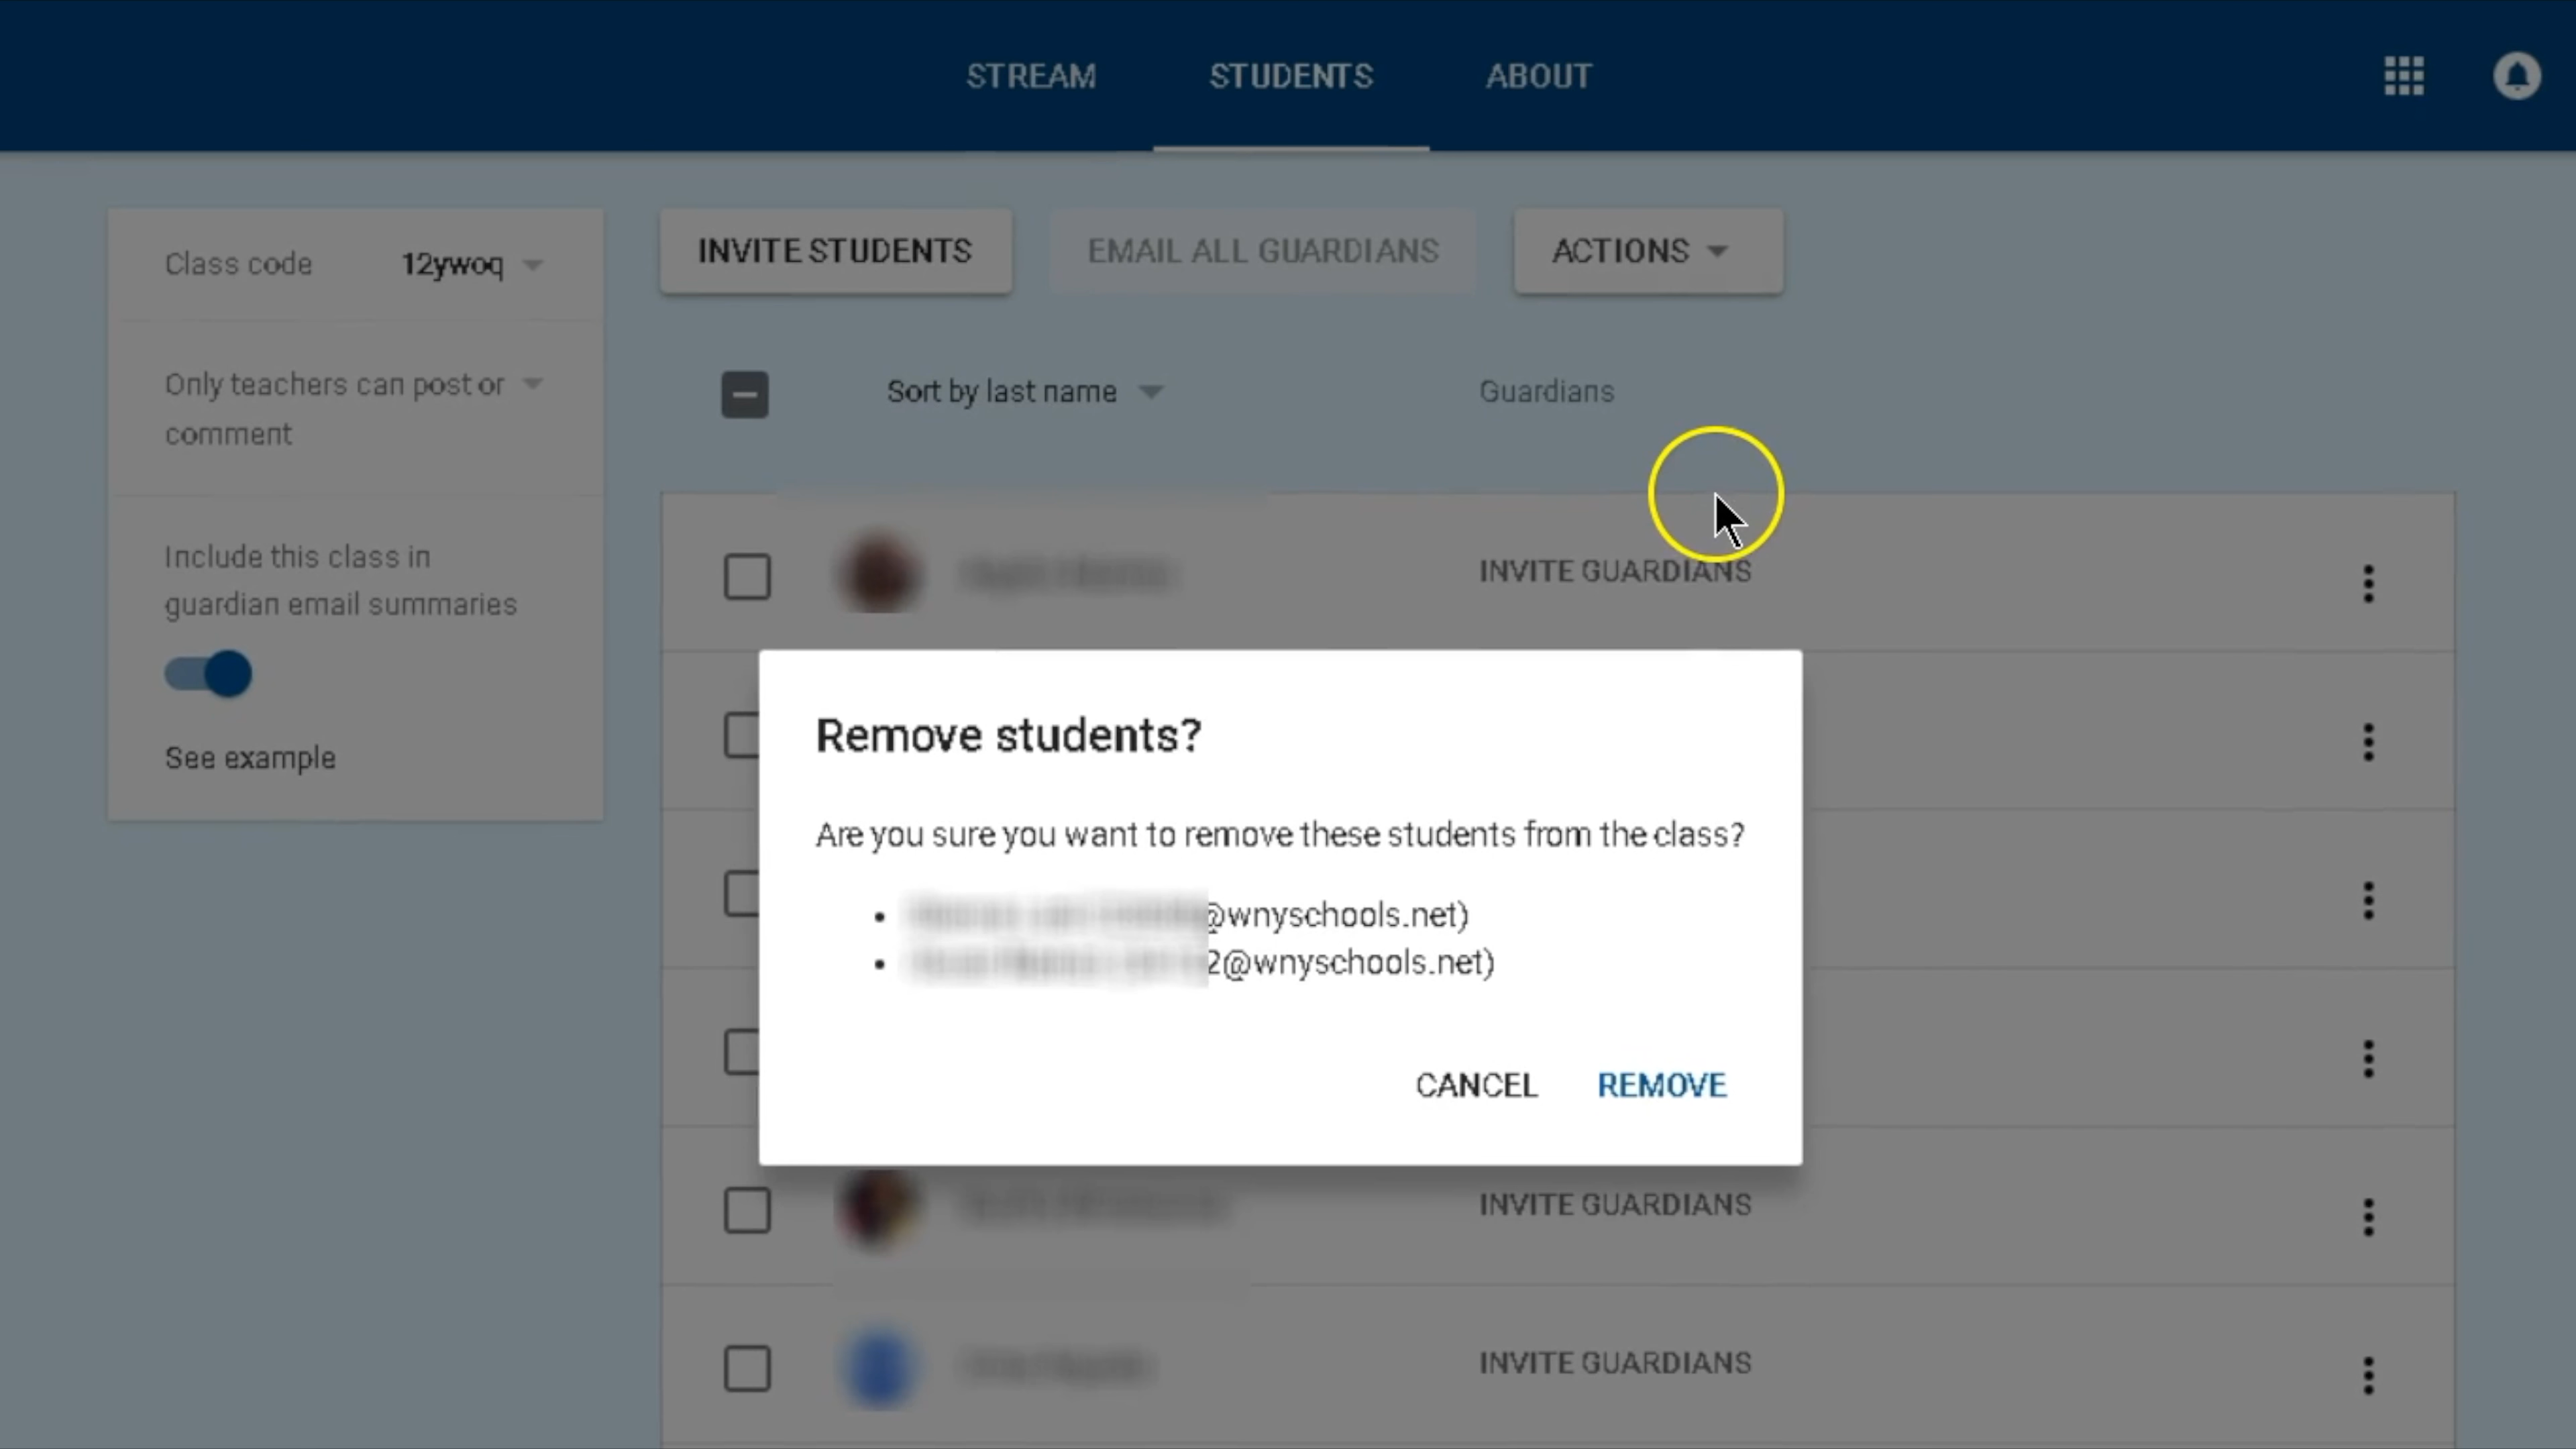 STREAM STUDENTS ABOUT
Class code 12ywoq
Only teachers can post or
comment
Include this class in
guardian email summaries
See example
INVITE STUDENTS EMAIL ALL GUARDIANS ACTIONS
Sort by last name Guardians
INVITE GUARDIANS
Remove students?
Are you sure you want to remove these students from the class?
@wnyschools.net)
2@wnyschools.net)
CANCEL REMOVE
INVITE GUARDIANS
INVITE GUARDIANS